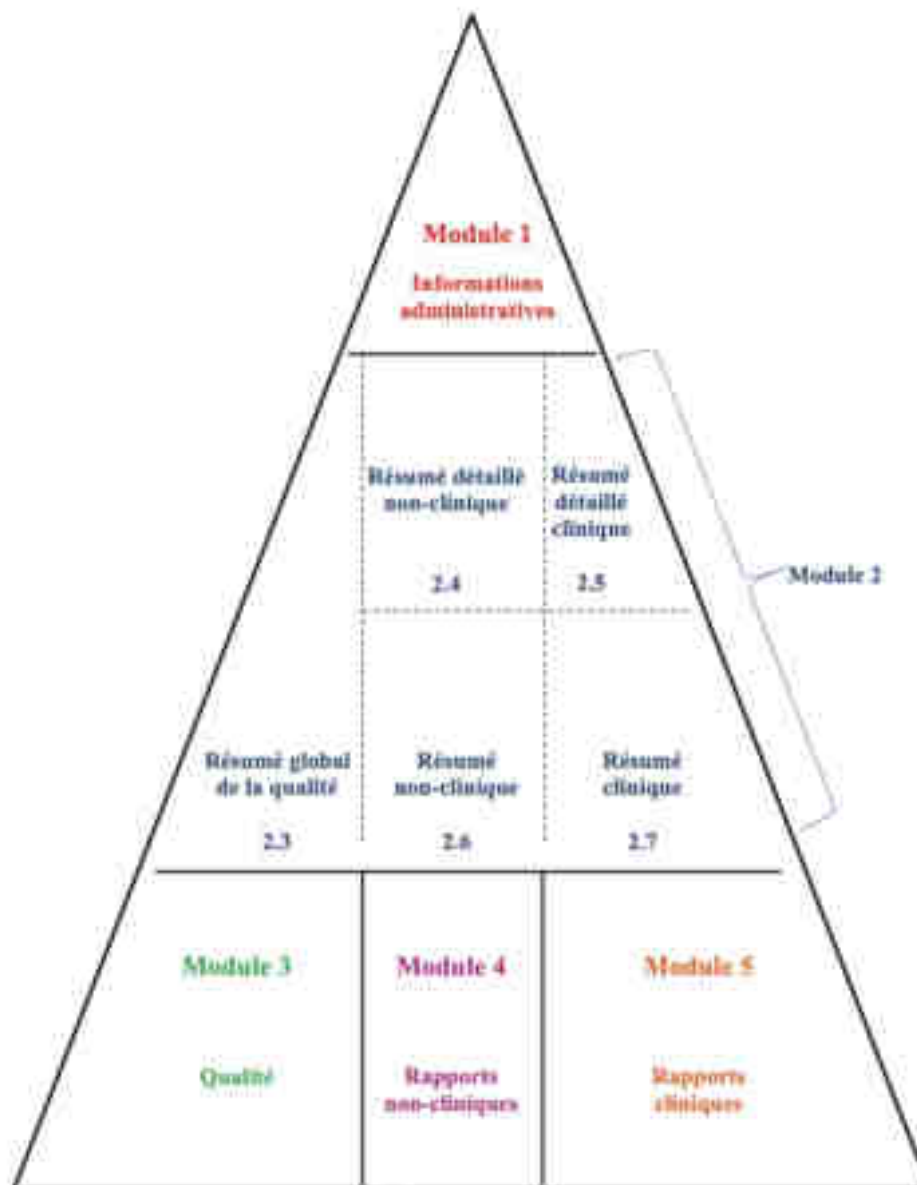 Module 1
Informations
administratives
Résumé détaillé
non-clinique
2.4
Résumé
détaillé
clinique
2.5
Module 2
Résumé global
de la qualité
2.3
Résumé
non-clinique
2.6
Résumé
clinique
2.7
Module 3
Qualité
Module 4
Rapports
non-cliniques
Module 5
Rapports
cliniques